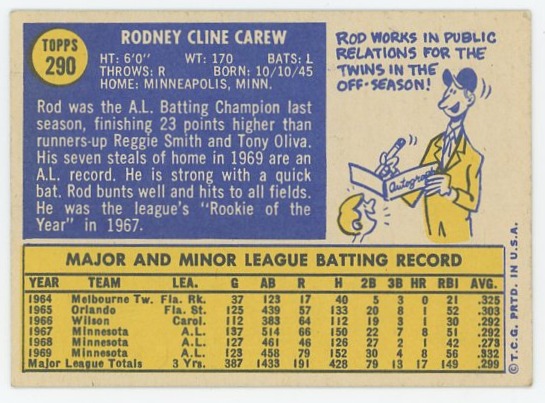 TOPPS
290
RODNEY CLINE CAREW
HT: 6'0" WT: 170 BATS: L
THROWS: R BORN: 10/10/45
HOME: MINNEAPOLIS, MINN.
Rod was the A.L. Batting Champion last
season, finishing 23 points higher than
runners-up Reggie Smith and Tony Oliva.
His seven steals of home in 1969 are an
A.L. record. He is strong with a quick
bat. Rod bunts well and hits to all fields.
He was the league's "Rookie of the
Year" in 1967.
ROD WORKS IN PUBLIC
RELATIONS FOR THE
TWINS IN THE
OFF-SEASON!
Autographs
MAJOR AND MINOR LEAGUE BATTING RECORD
YEAR TEAM LEA. G AB R H 2B 3B HR RBI AVG.
1964 Melbourne Tw. Fla. Rk. 37 123 17 40 5 3 0 21 .325
1965 Orlando Fla. St. 125 439 57 133 20 8 1 52 .303
1966 Wilson Carol. 112 383 64 112 19 3 1 30 .292
1967 Minnesota A.L. 137 514 66 150 22 7 8 51 .292
1968 Minnesota A.L. 127 461 46 126 27 2 1 42 .273
1969 Minnesota A.L. 123 458 79 152 30 4 8 56 .332
Major League Totals 3 Yrs. 387 1433 191 428 79 13 17 149 .299
© T.C.G. PRTD. IN U.S.A.